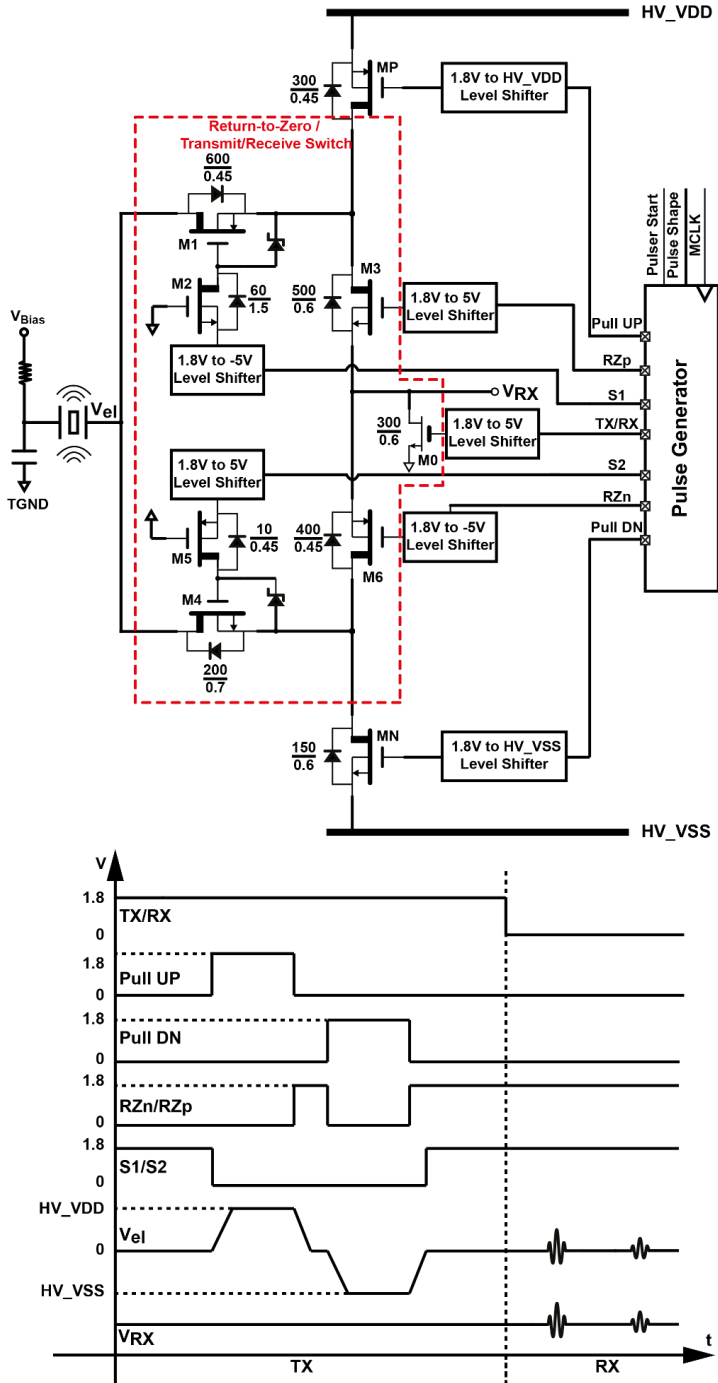 HV_VDD
MP
300
0.45
1.8V to HV_VDD
Level Shifter
Return-to-Zero /
Transmit/Receive Switch
600
0.45
M1
M2
60
1.5
M3
500
0.6
1.8V to 5V
Level Shifter
1.8V to -5V
Level Shifter
VBias
Vel
TGND
VRX
300
0.6
M0
1.8V to 5V
Level Shifter
1.8V to 5V
Level Shifter
M5
10
0.45
400
0.45
M6
1.8V to -5V
Level Shifter
M4
200
0.7
MN
150
0.6
1.8V to HV_VSS
Level Shifter
HV_VSS
Pulser Start
Pulse Shape
MCLK
Pull UP
RZp
S1
TX/RX
S2
RZn
Pull DN
Pulse Generator
V
1.8
TX/RX
0
1.8
Pull UP
0
1.8
Pull DN
0
1.8
RZn/RZp
0
1.8
S1/S2
0
HV_VDD
Vel
0
HV_VSS
VRX
t
TX
RX